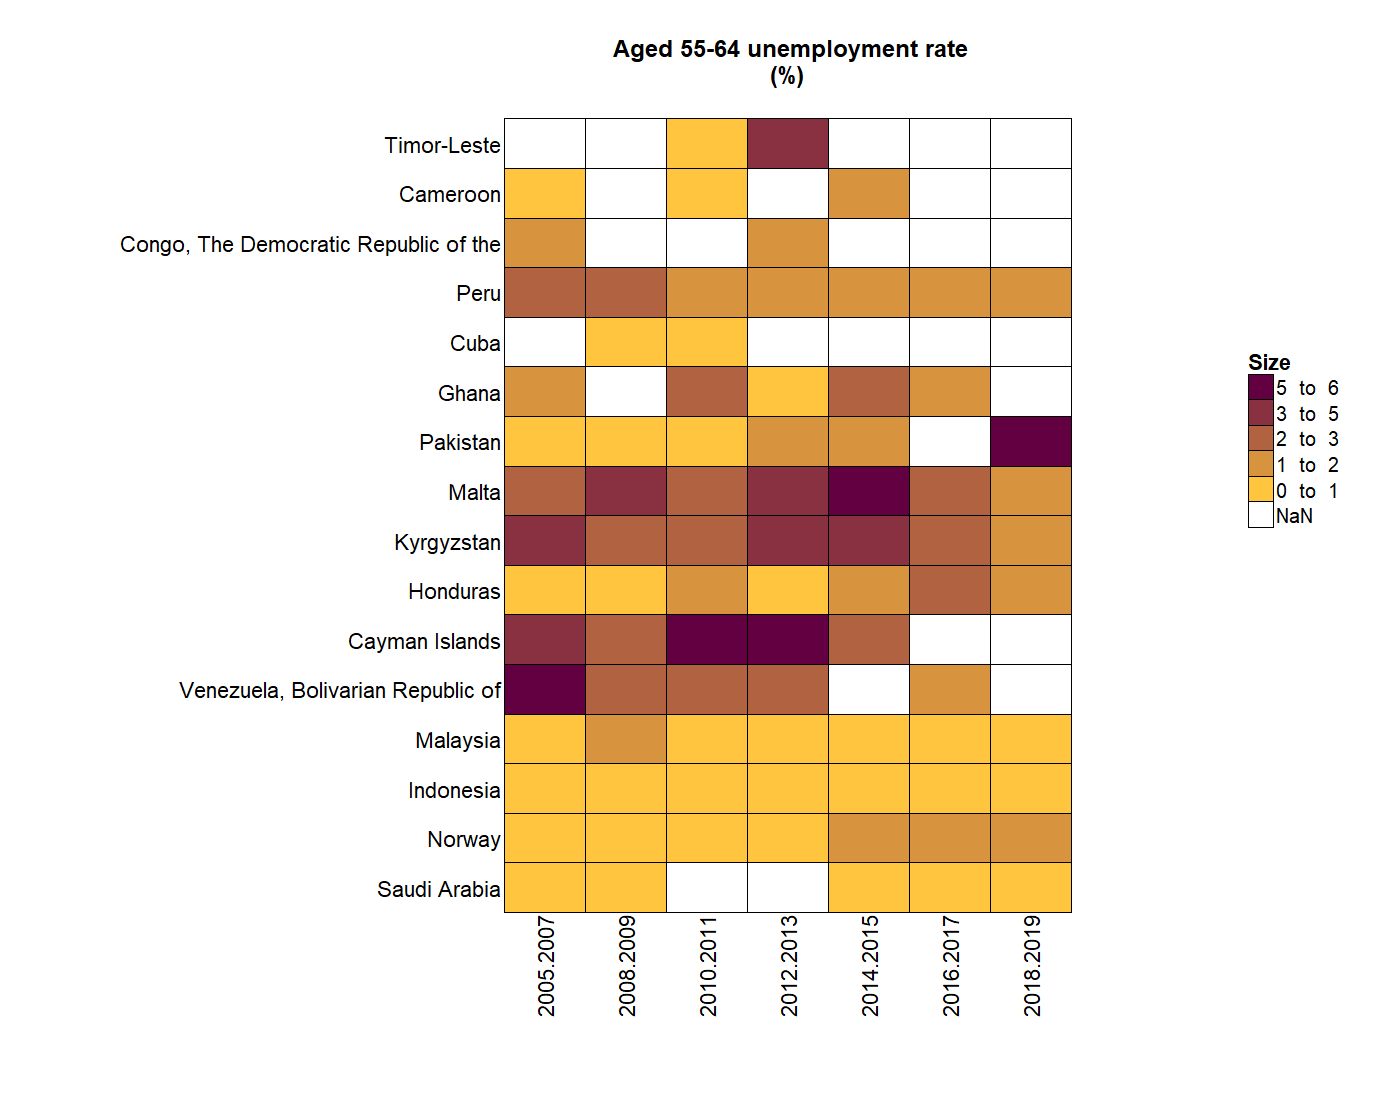 Aged 55-64 unemployment rate
(%)
Timor-Leste
Cameroon
Congo, The Democratic Republic of the
Peru
Cuba
Ghana
Pakistan
Malta
Kyrgyzstan
Honduras
Cayman Islands
Venezuela, Bolivarian Republic of
Malaysia
Indonesia
Norway
Saudi Arabia
2005.2007
2008.2009
2010.2011
2012.2013
2014.2015
2016.2017
2018.2019
Size
5 to 6
3 to 5
2 to 3
1 to 2
0 to 1
NaN